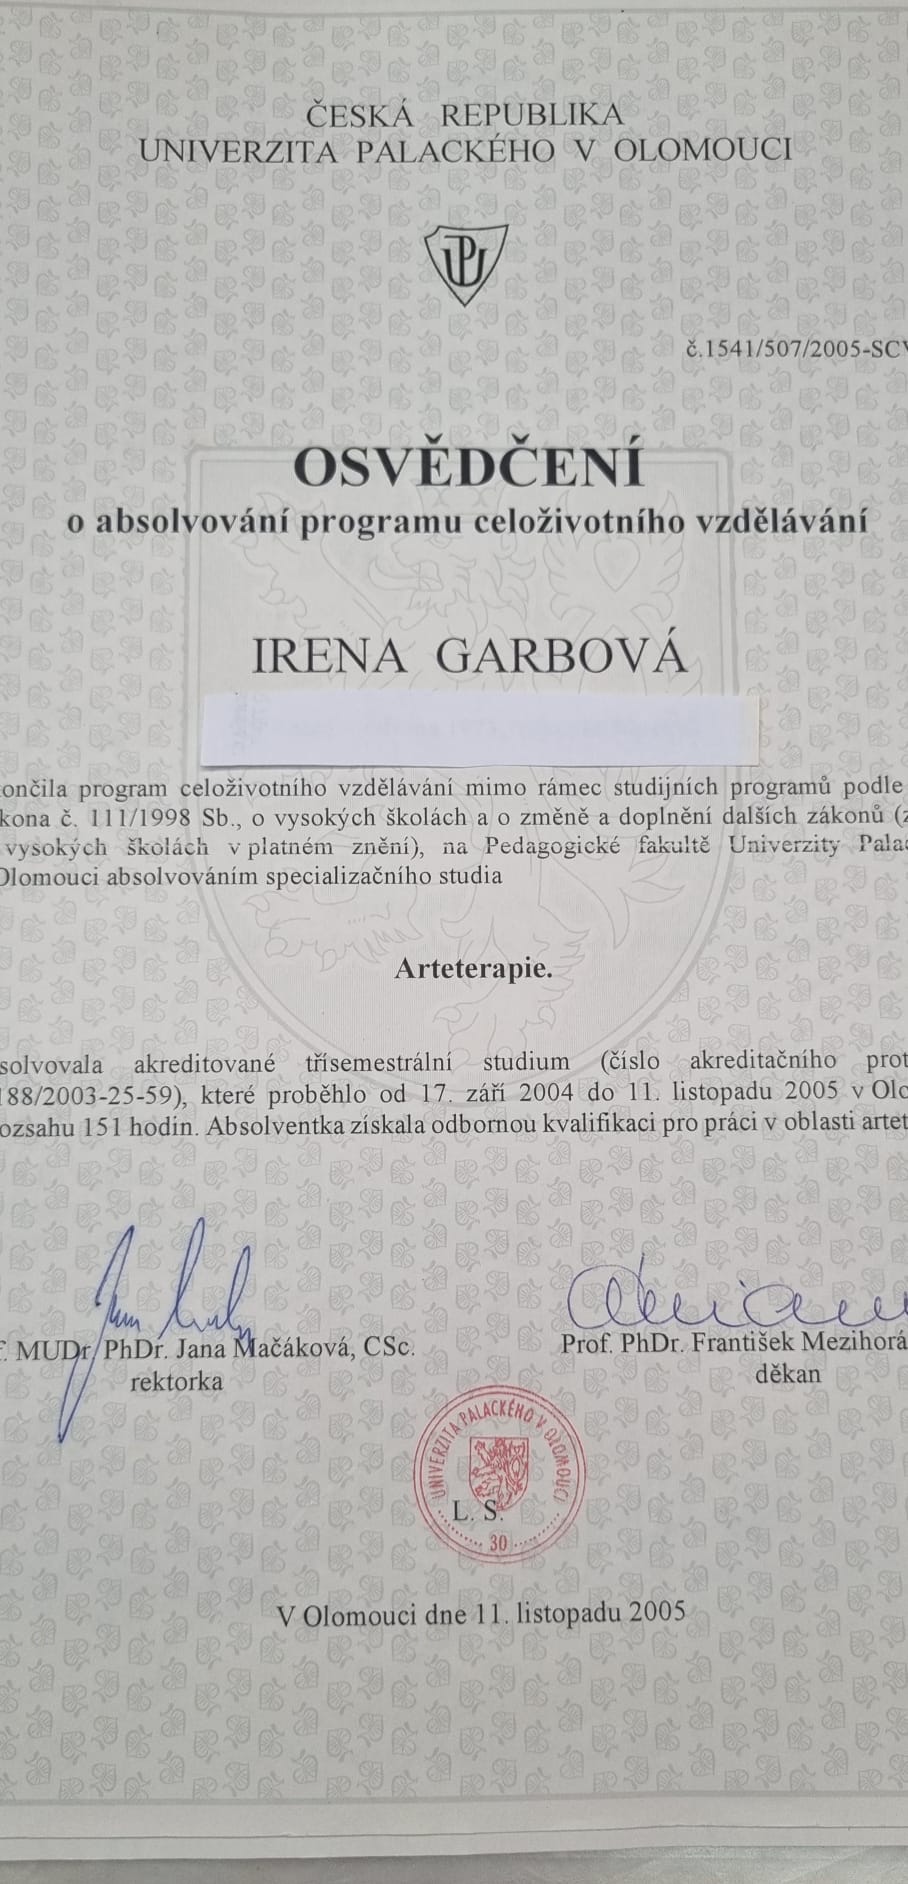 ČESKÁ REPUBLIKA
UNIVERZITA PALACKÉHO V OLOMOUCI
UP
č.1541/507/2005-SCV
OSVĚDČENÍ
o absolvování programu celoživotního vzdělávání
IRENA GARBOVÁ
ončila program celoživotního vzdělávání mimo rámec studijních programů podle
kona č. 111/1998 Sb., o vysokých školách a o změně a doplnění dalších zákonů (z
vysokých školách v platném znění), na Pedagogické fakultě Univerzity Pala
Olomouci absolvováním specializačního studia
Arteterapie.
solvovala akreditované třísemestrální studium (číslo akreditačního prot
188/2003-25-59), které proběhlo od 17. září 2004 do 11. listopadu 2005 v Olo
ozsahu 151 hodin. Absolventka získala odbornou kvalifikaci pro práci v oblasti artet
f. MUDr. PhDr. Jana Mačáková, CSc.
rektorka
Prof. PhDr. František Mezihorá
děkan
UNIVERZITA PALACKÉHO V OLOMOUCI
L. S.
30
V Olomouci dne 11. listopadu 2005